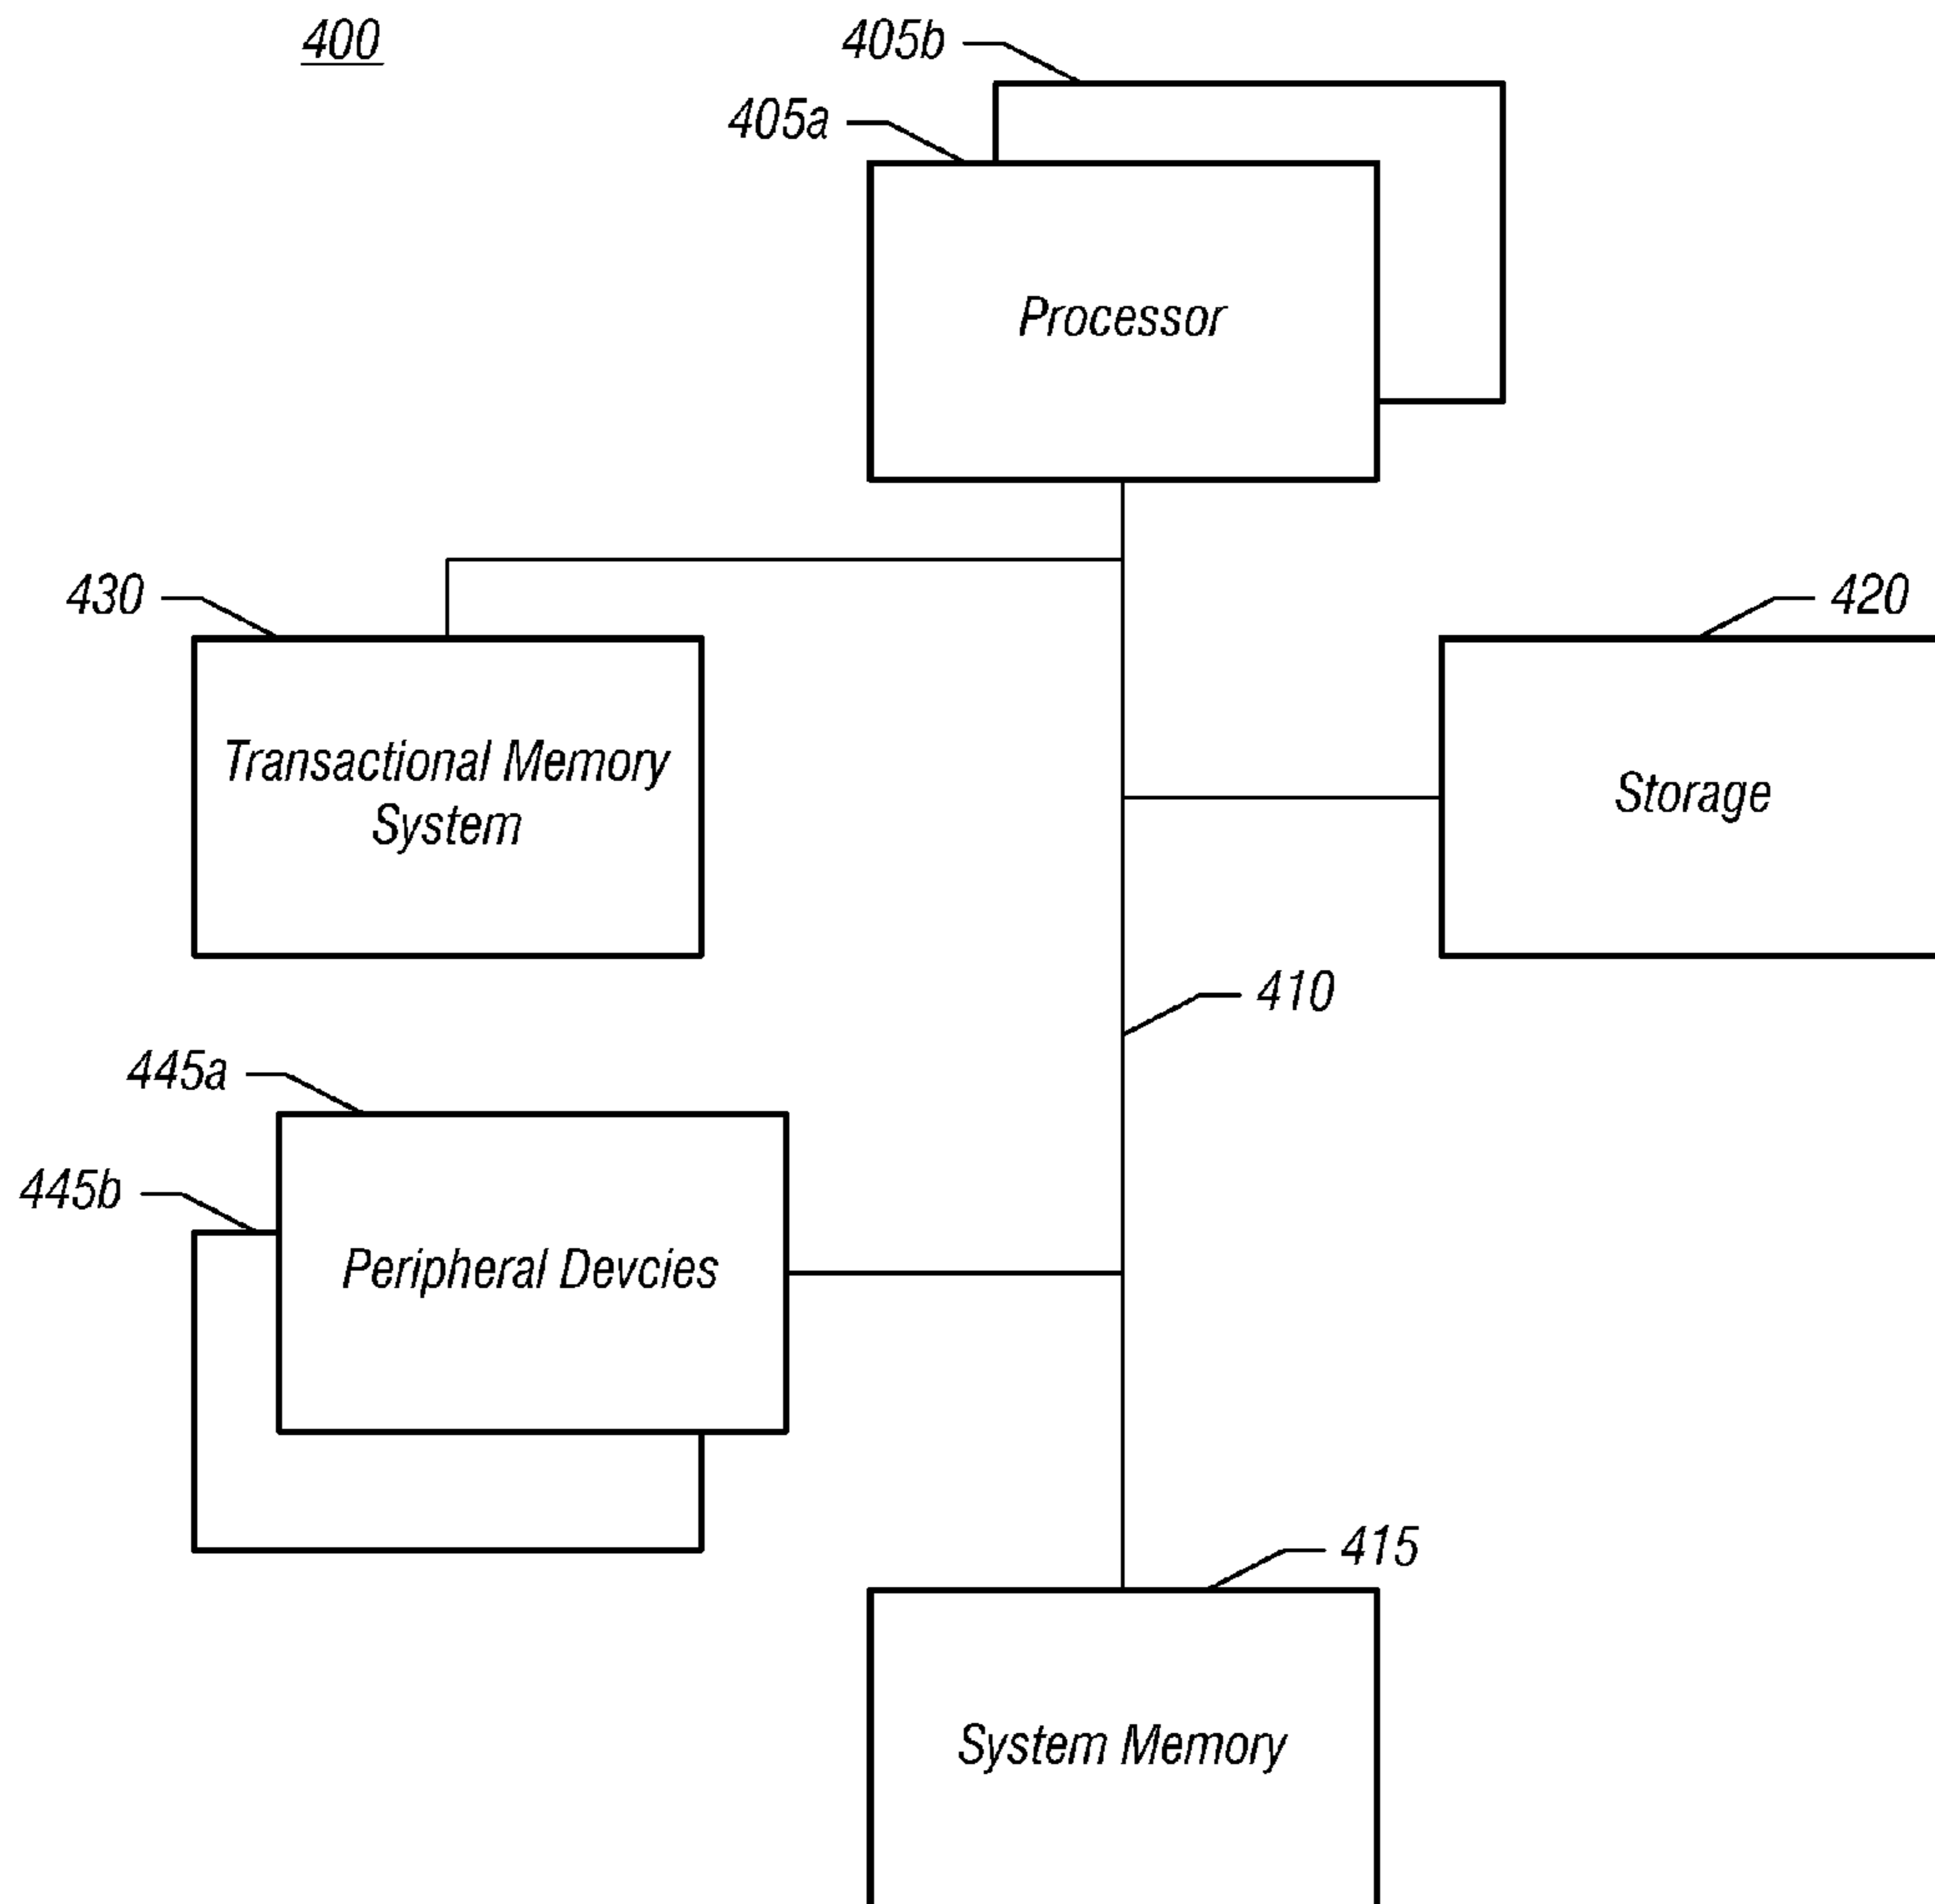 400
405b
405a
Processor
430
420
Transactional Memory
System
Storage
410
445a
445b
Peripheral Devcies
415
System Memory